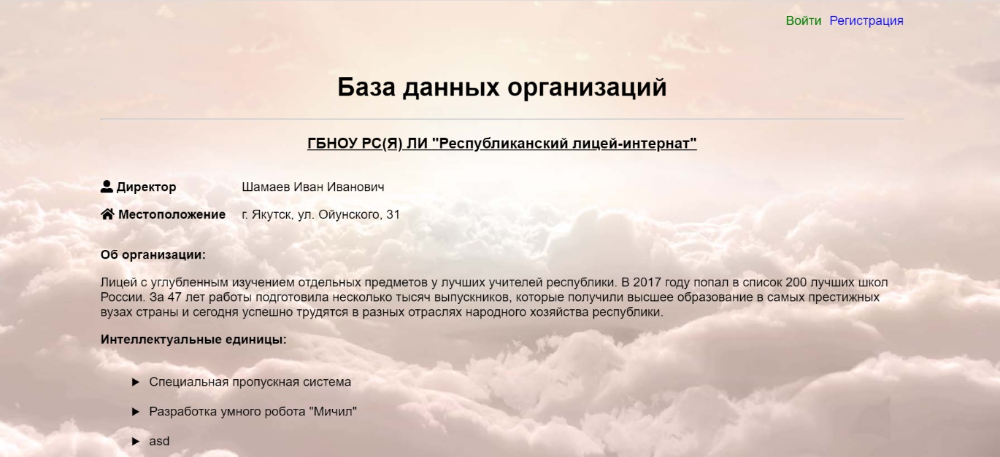 Войти Регистрация
База данных организаций
ГБНОУ РС(Я) ЛИ "Республиканский лицей-интернат"
Директор Шамаев Иван Иванович
Местоположение г. Якутск, ул. Ойунского, 31
Об организации:
Лицей с углубленным изучением отдельных предметов у лучших учителей республики. В 2017 году попал в список 200 лучших школ
России. За 47 лет работы подготовила несколько тысяч выпускников, которые получили высшее образование в самых престижных
вузах страны и сегодня успешно трудятся в разных отраслях народного хозяйства республики.
Интеллектуальные единицы:
Специальная пропускная система
Разработка умного робота "Мичил"
asd